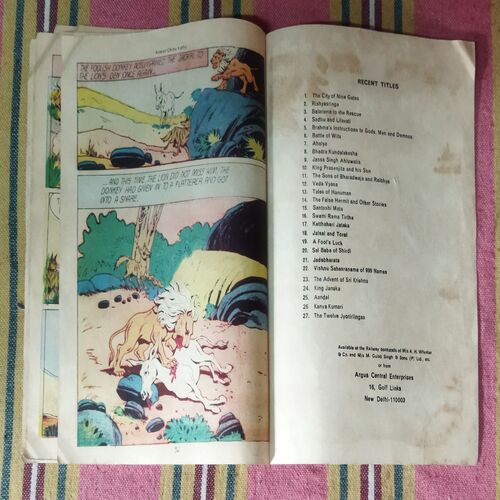 THE FOOLISH DONKEY ACCOMPANIED THE JACKAL TO
THE LION'S DEN ONCE AGAIN...
... AND THIS TIME THE LION DID NOT MISS HIM. THE
DONKEY HAD GIVEN IN TO A FLATTERER AND GOT
INTO A SNARE.
RECENT TITLES
1. The City of Nine Gates
2. Rishyasringa
3. Balarama to the Rescue
4. Sadhu and Lilavati
5. Brahma's Instructions to Gods, Men and Demons
6. Battle of Wits
7. Ahalya
8. Bhadra Kundalakesha
9. Jassa Singh Ahluwalia
10. King Prasenjita and his Son
11. The Sons of Bharadwaja and Raibhya
12. Veda Vyasa
13. Tales of Hanuman
14. The False Hermit and Other Stories
15. Santoshi Mata
16. Swami Rama Tirtha
17. Katthahari Jataka
18. Jaisal and Toral
19. A Fool's Luck
20. Sai Baba of Shirdi
21. Jadabharata
22. Vishnu Sahasranama of 999 Names
23. The Advent of Sri Krishna
24. King Janaka
25. Aandal
26. Kanva Kumari
27. The Twelve Jyotirlingas
Available at the Railway bookstalls of M/s A. H. Wheeler
& Co. and M/s M. Gulab Singh & Sons (P) Ltd., etc.
or from
Argus Central Enterprises
16, Golf Links
New Delhi-110003